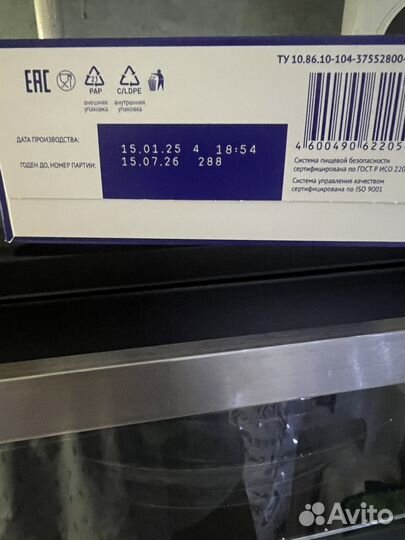 ТУ 10.86.10-104-37552800-
EAC
21
PAP
C/LDPE
внешняя
упаковка
внутренняя
упаковка
ДАТА ПРОИЗВОДСТВА:
15.01.25 4 18:54
ГОДЕН ДО, НОМЕР ПАРТИИ:
15.07.26 288
4 600490 62205
Система пищевой безопасности
сертифицирована по ГОСТ Р ИСО 220
Система управления качеством
сертифицирована по ISO 9001
Avito